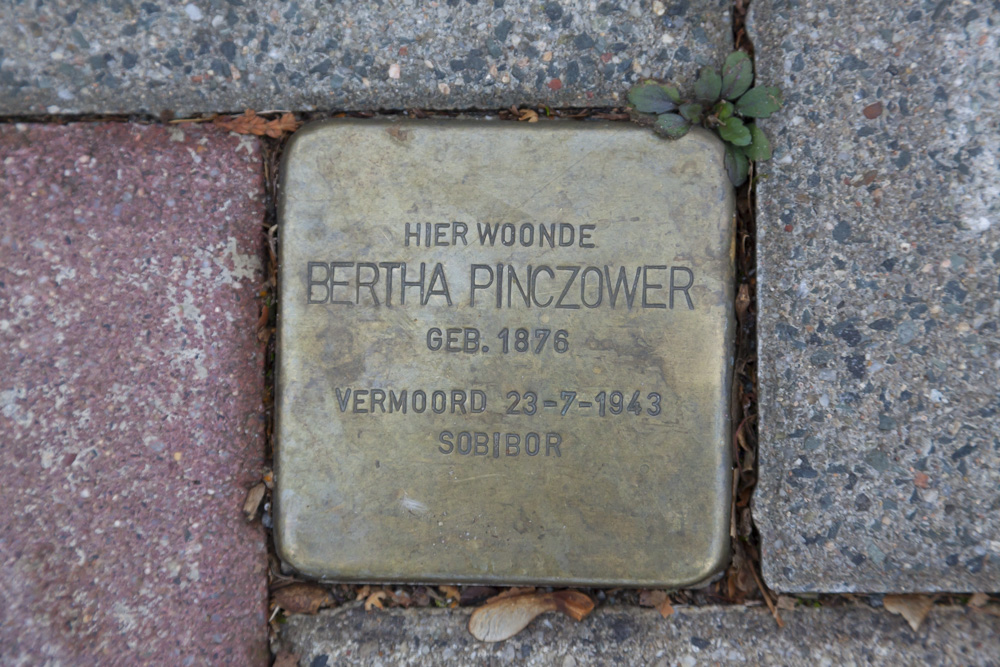 HIER WOONDE
BERTHA PINCZOWER
GEB. 1876
VERMOORD 23-7-1943
SOBIBOR